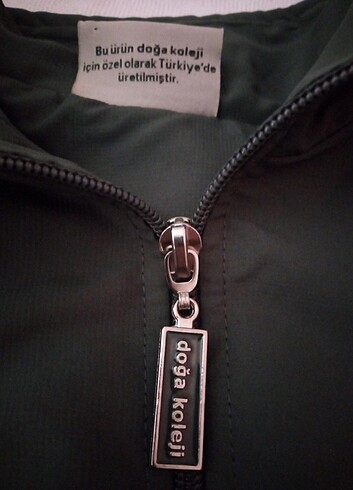 Bu ürün doğa koleji
için özel olarak Türkiye'de
üretilmiştir.
doğa koleji